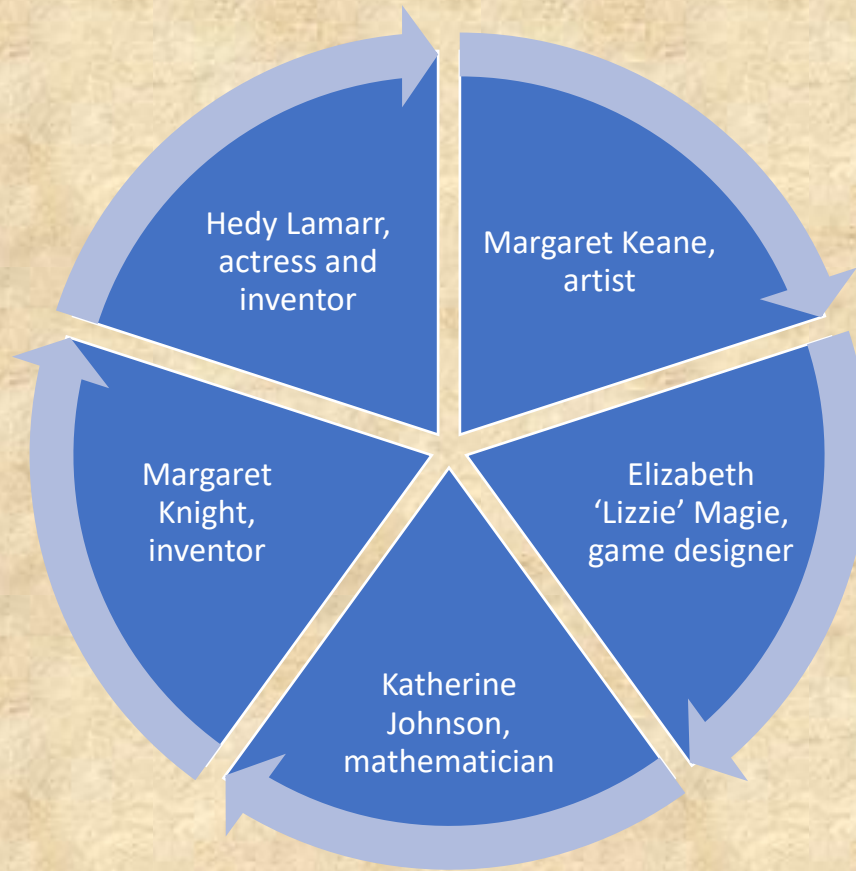 Hedy Lamarr,
actress and
inventor
Margaret Keane,
artist
Elizabeth
‘Lizzie’ Magie,
game designer
Katherine
Johnson,
mathematician
Margaret
Knight,
inventor